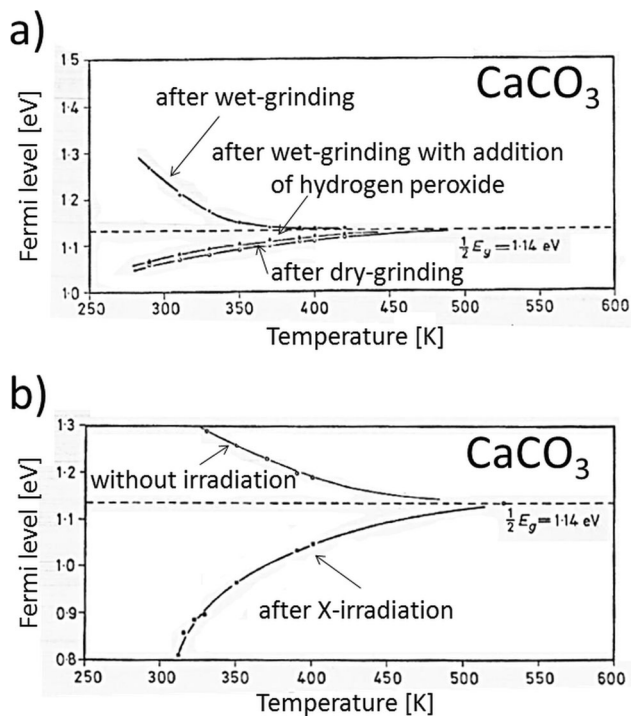 a)
1·5
1·4
1·3
1·2
1·1
1·0
Fermi level [eV]
CaCO₃
after wet-grinding
after wet-grinding with addition
of hydrogen peroxide
½ E_g = 1·14 eV
after dry-grinding
250 300 350 400 450 500 550 600
Temperature [K]
b)
1·3
1·2
1·1
1·0
0·9
0·8
Fermi level [eV]
CaCO₃
without irradiation
½ E_g = 1·14 eV
after X-irradiation
250 300 350 400 450 500 550 600
Temperature [K]